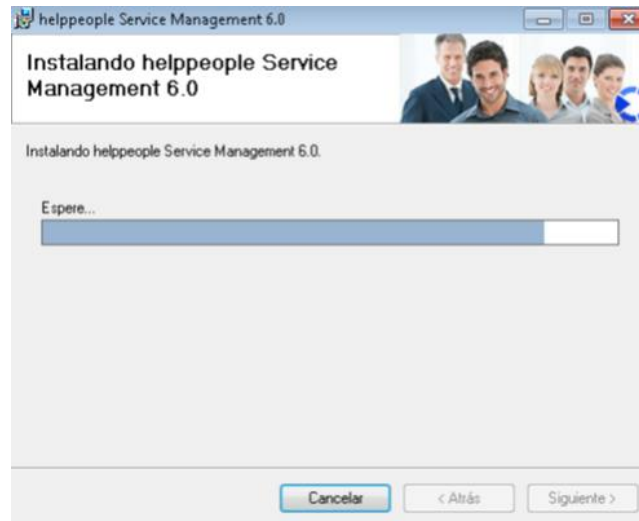 helppeople Service Management 6.0
Instalando helppeople Service
Management 6.0
Instalando helppeople Service Management 6.0.
Espere...
Cancelar
< Atrás
Siguiente >